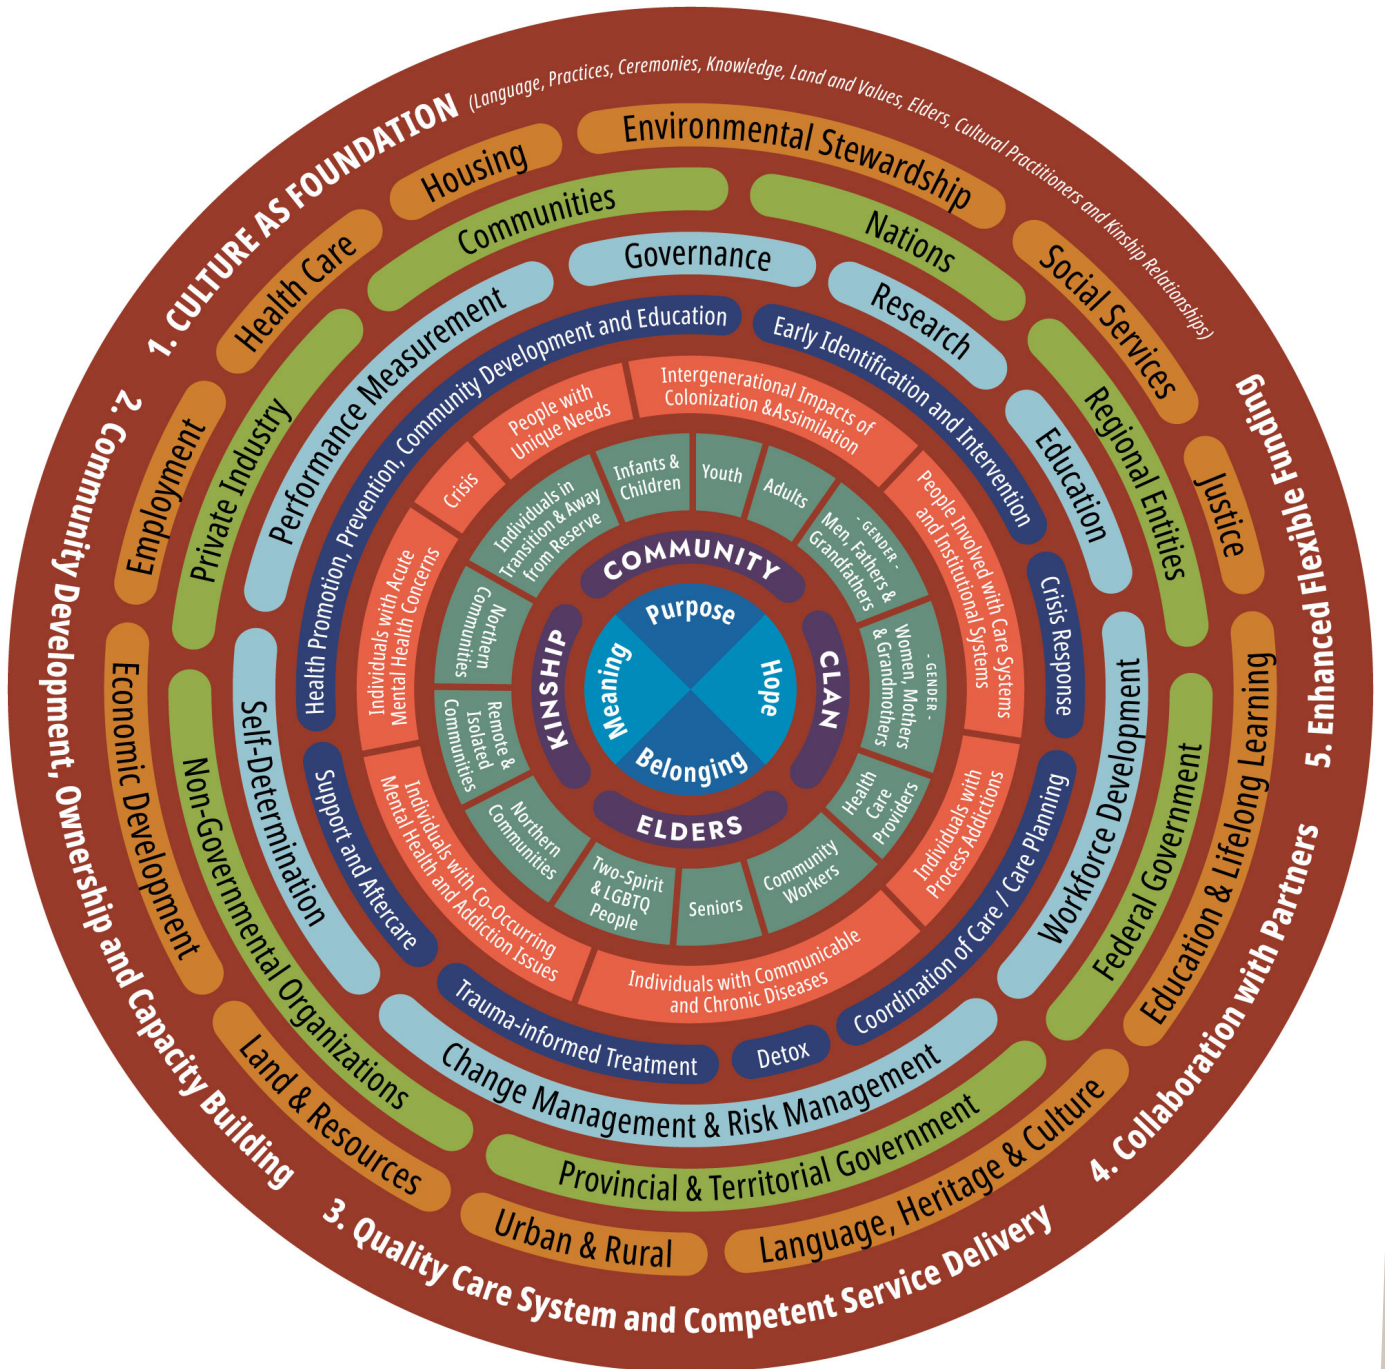 1. CULTURE AS FOUNDATION
(Language, Practices, Ceremonies, Knowledge, Land and Values, Elders, Cultural Practitioners and Kinship Relationships)
2. Community Development, Ownership and Capacity Building
3. Quality Care System and Competent Service Delivery
4. Collaboration with Partners
5. Enhanced Flexible Funding
Environmental Stewardship
Social Services
Justice
Education & Lifelong Learning
Language, Heritage & Culture
Urban & Rural
Land & Resources
Economic Development
Employment
Health Care
Housing
Communities
Nations
Regional Entities
Federal Government
Provincial & Territorial Government
Non-Governmental Organizations
Private Industry
Governance
Research
Education
Workforce Development
Change Management & Risk Management
Self-Determination
Performance Measurement
Health Promotion, Prevention, Community Development and Education
Early Identification and Intervention
Crisis Response
Coordination of Care / Care Planning
Detox
Trauma-informed Treatment
Support and Aftercare
Intergenerational Impacts of
Colonization &Assimilation
People Involved with Care Systems
and Institutional Systems
Individuals with
Process Addictions
Individuals with Communicable
and Chronic Diseases
Individuals with Co-Occurring
Mental Health and Addiction Issues
Individuals with Acute
Mental Health Concerns
Crisis
People with
Unique Needs
Infants &
Children
Youth
Adults
- GENDER -
Men, Fathers &
Grandfathers
- GENDER -
Women, Mothers
& Grandmothers
Health
Care
Providers
Community
Workers
Seniors
Two-Spirit
& LGBTQ
People
Northern
Communities
Remote &
Isolated
Communities
Northern
Communities
Individuals in
Transition & Away
from Reserve
COMMUNITY
CLAN
ELDERS
KINSHIP
Purpose
Hope
Belonging
Meaning